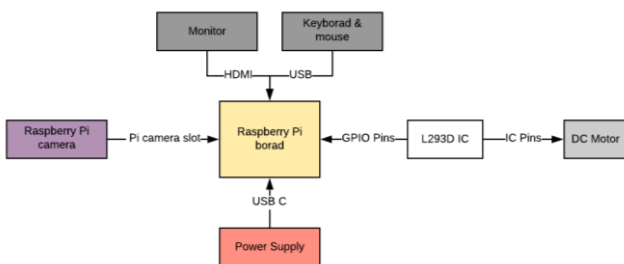 Monitor
Keyborad &
mouse
HDMI
USB
Raspberry Pi
camera
Pi camera slot
Raspberry Pi
borad
GPIO Pins
L293D IC
IC Pins
DC Motor
USB C
Power Supply